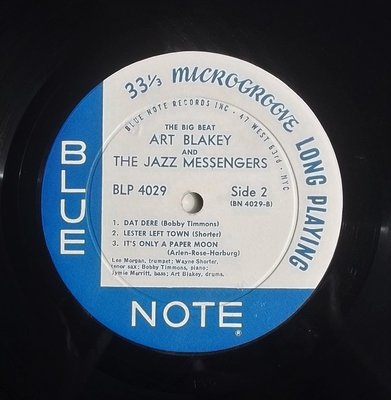 33⅓ MICROGROOVE LONG PLAYING
BLUE NOTE RECORDS INC · 47 WEST 63rd · NYC
THE BIG BEAT
ART BLAKEY
AND
THE JAZZ MESSENGERS
BLP 4029 Side 2
(BN 4029-B)
1. DAT DERE (Bobby Timmons)
2. LESTER LEFT TOWN (Shorter)
3. IT'S ONLY A PAPER MOON
(Arlen-Rose-Harburg)
Lee Morgan, trumpet; Wayne Shorter,
tenor sax; Bobby Timmons, piano;
Jymie Merritt, bass; Art Blakey, drums.
BLUE
NOTE
®